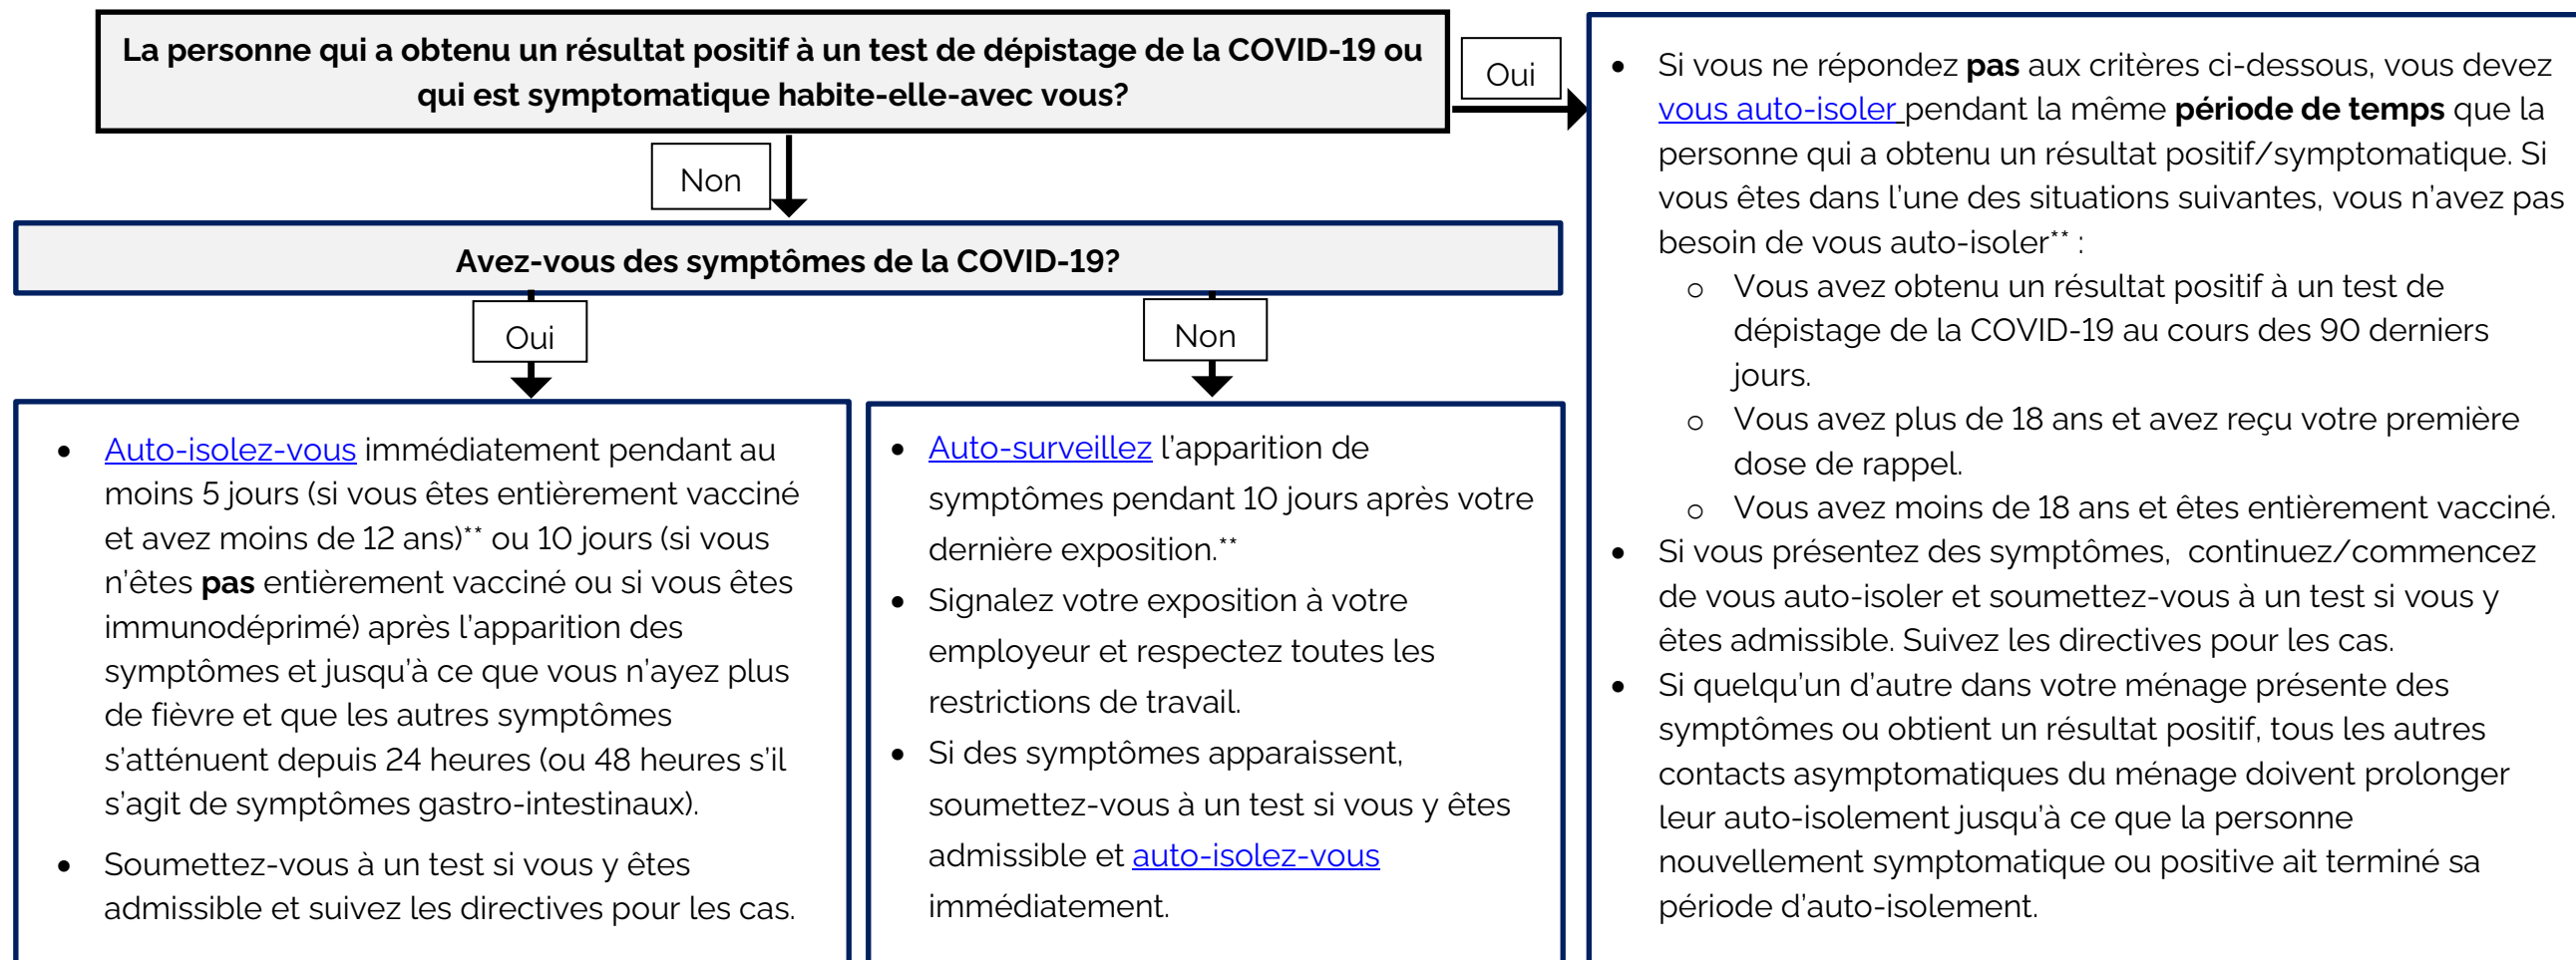 La personne qui a obtenu un résultat positif à un test de dépistage de la COVID-19 ou
qui est symptomatique habite-elle-avec vous?
Oui
Non
Avez-vous des symptômes de la COVID-19?
Oui
Non
• Auto-isolez-vous immédiatement pendant au
moins 5 jours (si vous êtes entièrement vacciné
et avez moins de 12 ans)** ou 10 jours (si vous
n'êtes pas entièrement vacciné ou si vous êtes
immunodéprimé) après l'apparition des
symptômes et jusqu'à ce que vous n'ayez plus
de fièvre et que les autres symptômes
s'atténuent depuis 24 heures (ou 48 heures s'il
s'agit de symptômes gastro-intestinaux).
• Soumettez-vous à un test si vous y êtes
admissible et suivez les directives pour les cas.
• Auto-surveillez l'apparition de
symptômes pendant 10 jours après votre
dernière exposition.**
• Signalez votre exposition à votre
employeur et respectez toutes les
restrictions de travail.
• Si des symptômes apparaissent,
soumettez-vous à un test si vous y êtes
admissible et auto-isolez-vous
immédiatement.
• Si vous ne répondez pas aux critères ci-dessous, vous devez
vous auto-isoler pendant la même période de temps que la
personne qui a obtenu un résultat positif/symptomatique. Si
vous êtes dans l'une des situations suivantes, vous n'avez pas
besoin de vous auto-isoler** :
o Vous avez obtenu un résultat positif à un test de
dépistage de la COVID-19 au cours des 90 derniers
jours.
o Vous avez plus de 18 ans et avez reçu votre première
dose de rappel.
o Vous avez moins de 18 ans et êtes entièrement vacciné.
• Si vous présentez des symptômes, continuez/commencez
de vous auto-isoler et soumettez-vous à un test si vous y
êtes admissible. Suivez les directives pour les cas.
• Si quelqu'un d'autre dans votre ménage présente des
symptômes ou obtient un résultat positif, tous les autres
contacts asymptomatiques du ménage doivent prolonger
leur auto-isolement jusqu'à ce que la personne
nouvellement symptomatique ou positive ait terminé sa
période d'auto-isolement.